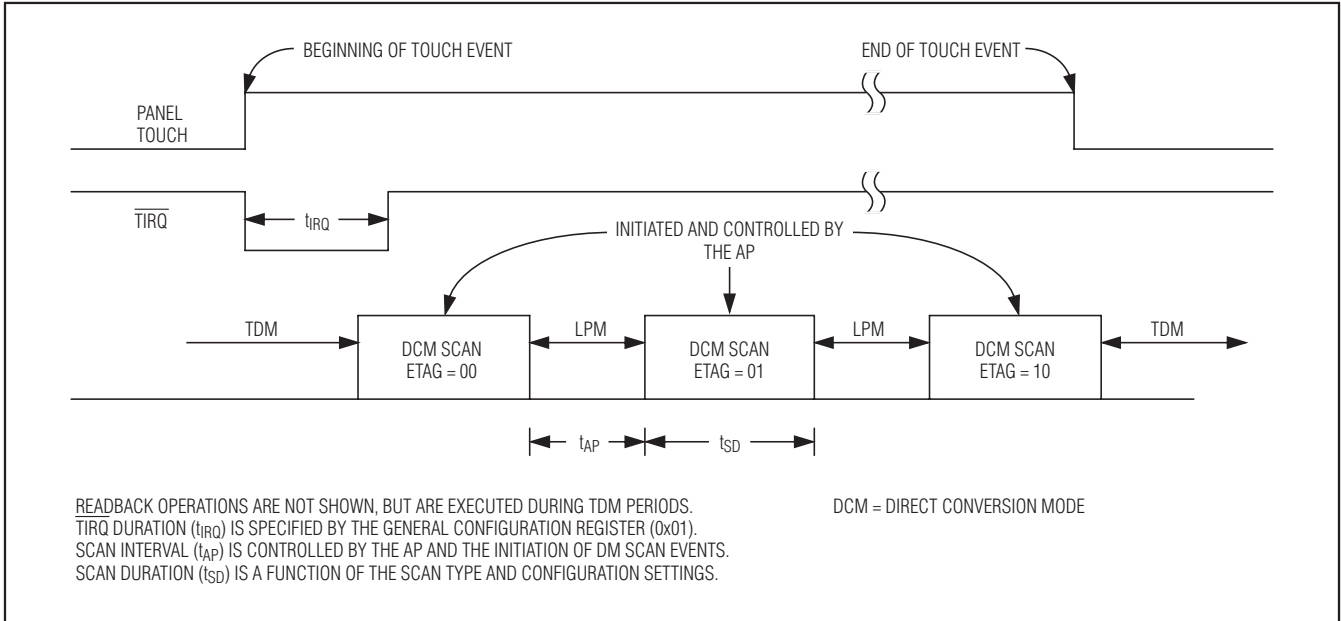 BEGINNING OF TOUCH EVENT
END OF TOUCH EVENT
PANEL
TOUCH
TIRQ
tIRQ
INITIATED AND CONTROLLED BY
THE AP
TDM
DCM SCAN
ETAG = 00
LPM
DCM SCAN
ETAG = 01
LPM
DCM SCAN
ETAG = 10
TDM
tAP
tSD
READBACK OPERATIONS ARE NOT SHOWN, BUT ARE EXECUTED DURING TDM PERIODS.
TIRQ DURATION (tIRQ) IS SPECIFIED BY THE GENERAL CONFIGURATION REGISTER (0x01).
SCAN INTERVAL (tAP) IS CONTROLLED BY THE AP AND THE INITIATION OF DM SCAN EVENTS.
SCAN DURATION (tSD) IS A FUNCTION OF THE SCAN TYPE AND CONFIGURATION SETTINGS.
DCM = DIRECT CONVERSION MODE